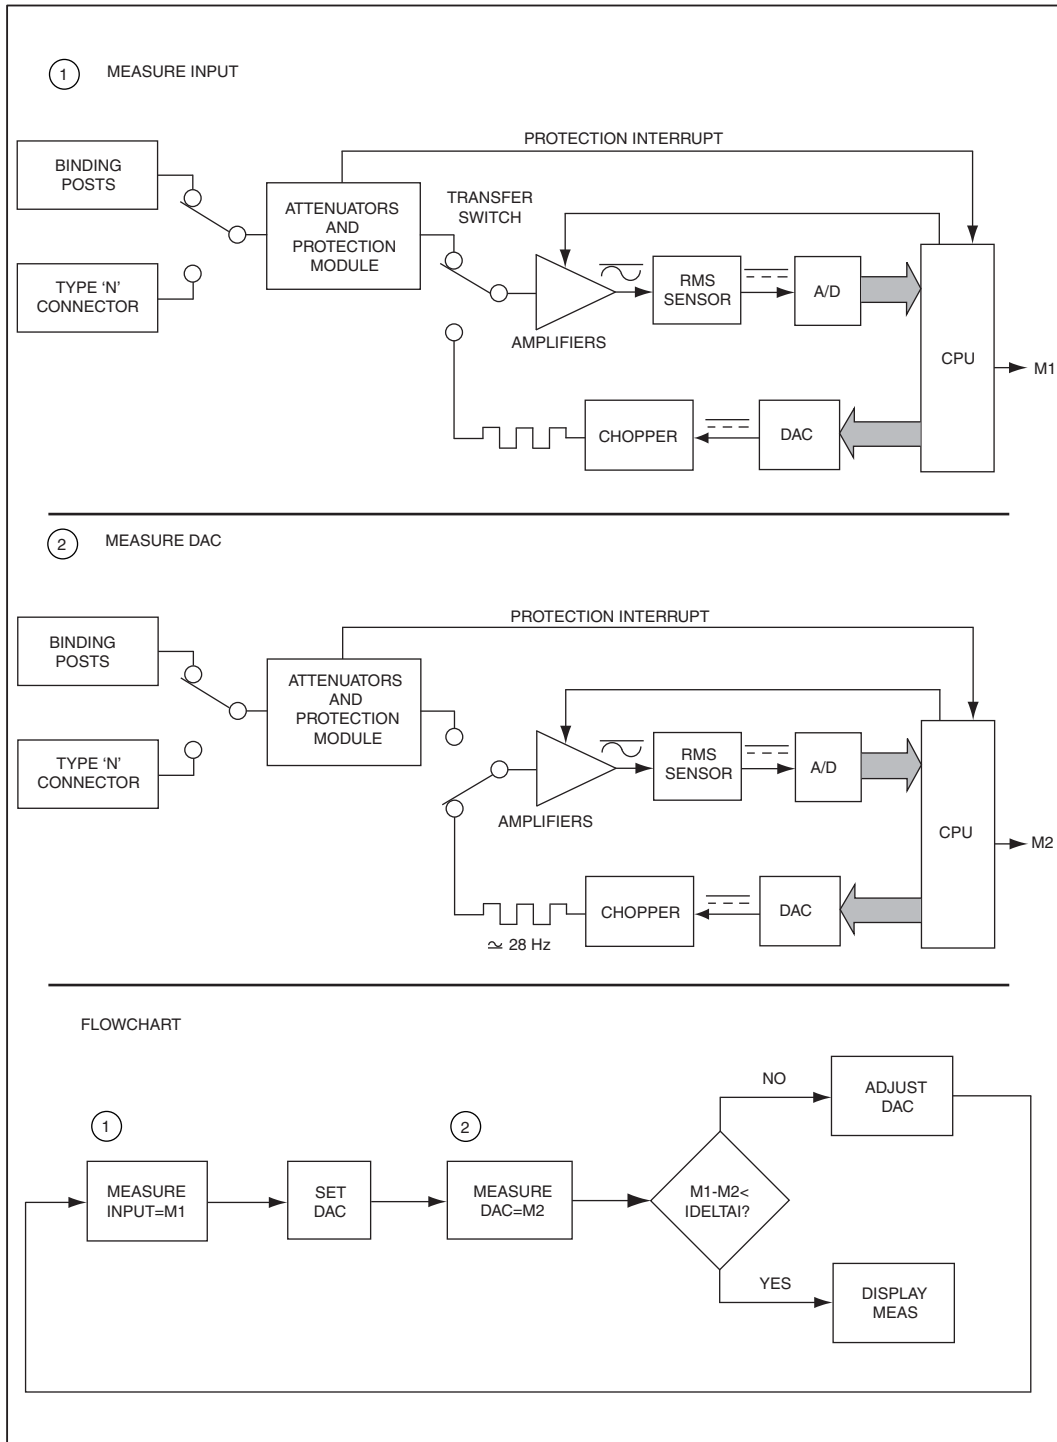 1
MEASURE INPUT
PROTECTION INTERRUPT
BINDING
POSTS
ATTENUATORS
AND
PROTECTION
MODULE
TRANSFER
SWITCH
TYPE ‘N’
CONNECTOR
RMS
SENSOR
A/D
AMPLIFIERS
CPU
M1
CHOPPER
DAC
2
MEASURE DAC
PROTECTION INTERRUPT
BINDING
POSTS
ATTENUATORS
AND
PROTECTION
MODULE
TYPE ‘N’
CONNECTOR
RMS
SENSOR
A/D
AMPLIFIERS
CPU
M2
CHOPPER
DAC
≃ 28 Hz
FLOWCHART
NO
ADJUST
DAC
1
2
MEASURE
INPUT=M1
SET
DAC
MEASURE
DAC=M2
M1-M2<
IDELTAI?
YES
DISPLAY
MEAS